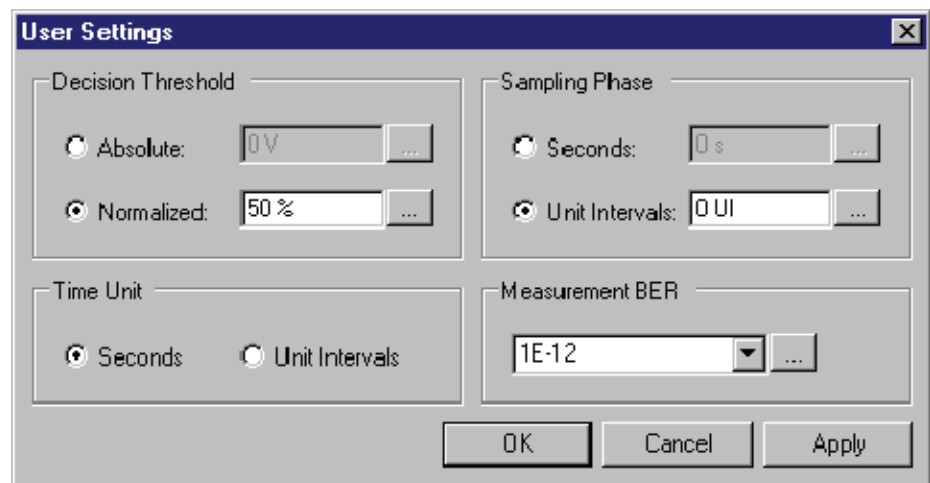 User Settings
Decision Threshold
Absolute: 0 V ...
Normalized: 50 % ...
Sampling Phase
Seconds: 0 s ...
Unit Intervals: 0 UI ...
Time Unit
Seconds Unit Intervals
Measurement BER
1E-12 ...
OK Cancel Apply